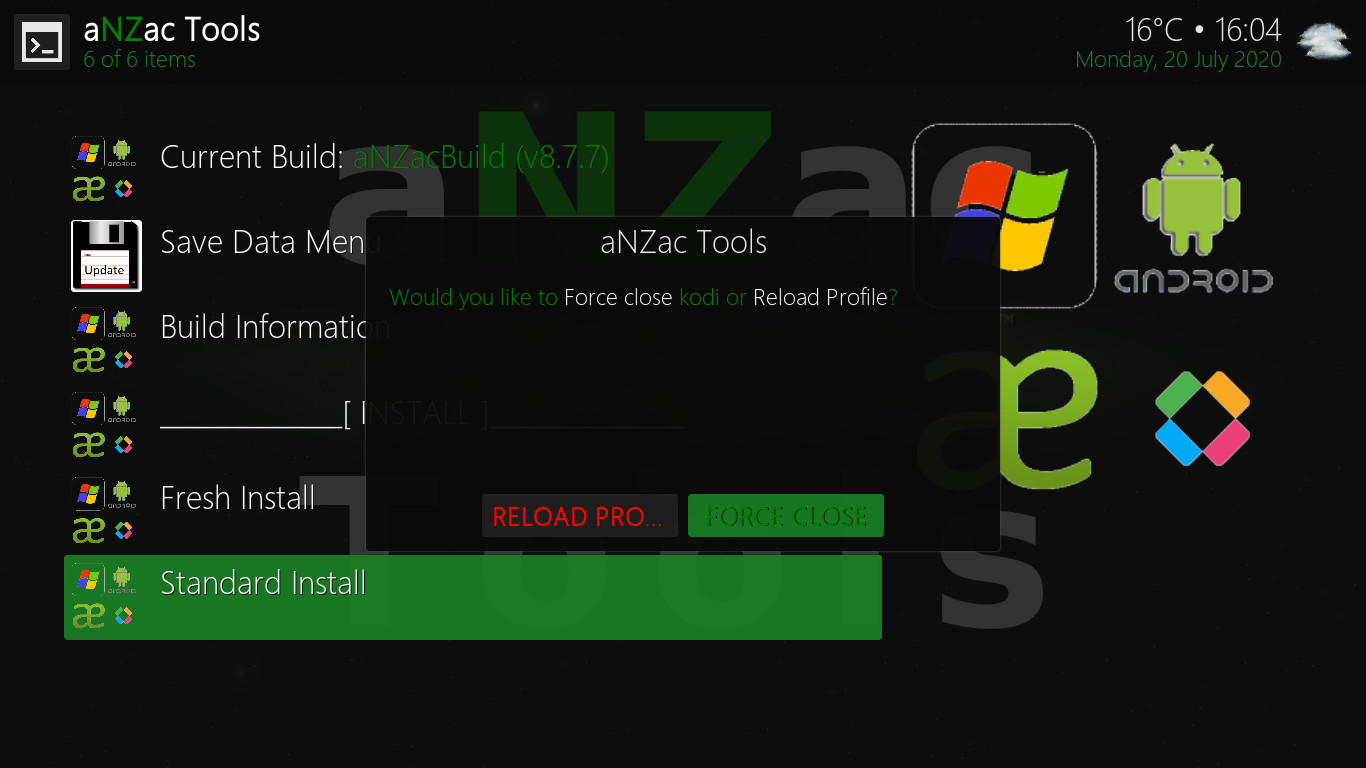 aNZac Tools
6 of 6 items
16°C • 16:04
Monday, 20 July 2020
aNZac
Current Build: aNZacBuild (v8.7.7)
Update
Save Data Menu
Build Information
____________[ INSTALL ]____________
Fresh Install
Standard Install
Tools
ANDROID
aNZac Tools
Would you like to Force close kodi or Reload Profile?
RELOAD PRO...
FORCE CLOSE